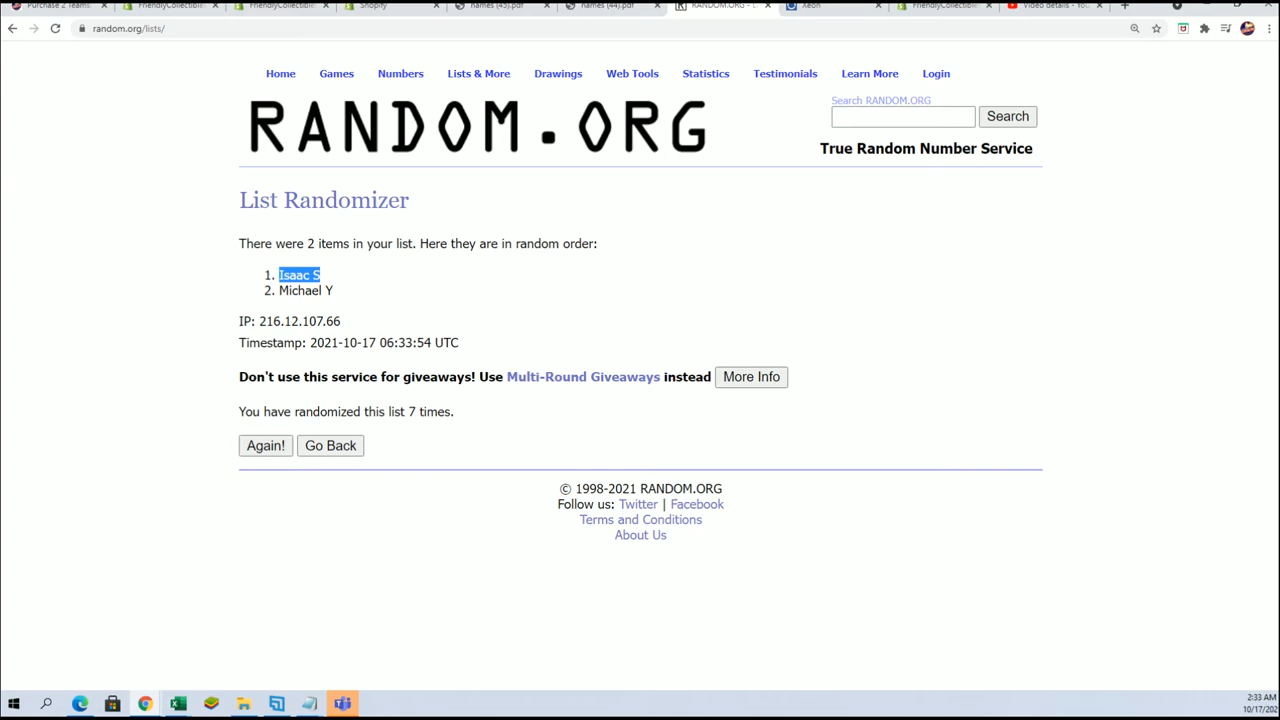 Purchase 2 Teams FriendlyCollectible FriendlyCollectible Shopify names (45).pdf names (44).pdf RANDOM.ORG - L Xeon FriendlyCollectible Video details - You
random.org/lists/
Home Games Numbers Lists & More Drawings Web Tools Statistics Testimonials Learn More Login
RANDOM.ORG
Search RANDOM.ORG
Search
True Random Number Service
List Randomizer
There were 2 items in your list. Here they are in random order:
1. Isaac S
2. Michael Y
IP: 216.12.107.66
Timestamp: 2021-10-17 06:33:54 UTC
Don't use this service for giveaways! Use Multi-Round Giveaways instead More Info
You have randomized this list 7 times.
Again! Go Back
© 1998-2021 RANDOM.ORG
Follow us: Twitter | Facebook
Terms and Conditions
About Us
2:33 AM
10/17/202